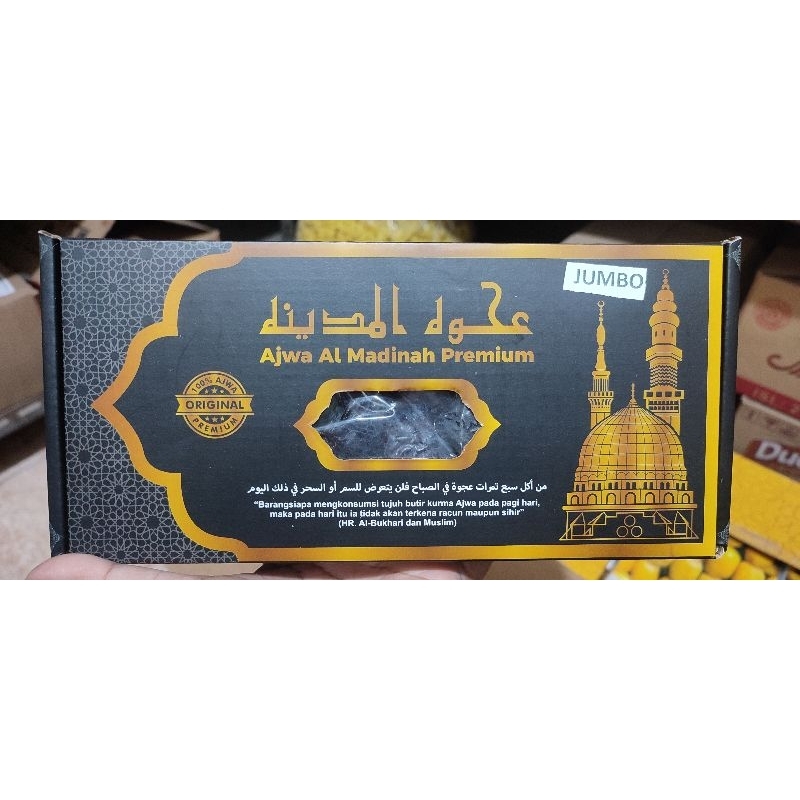 JUMBO
عجوة المدينة
Ajwa Al Madinah Premium
100% AJWA
ORIGINAL
PREMIUM
من أكل سبع تمرات عجوة في الصباح فلن يتعرض للسم أو السحر في ذلك اليوم
“Barangsiapa mengkonsumsi tujuh butir kurma Ajwa pada pagi hari,
maka pada hari itu ia tidak akan terkena racun maupun sihir”
(HR. Al-Bukhari dan Muslim)